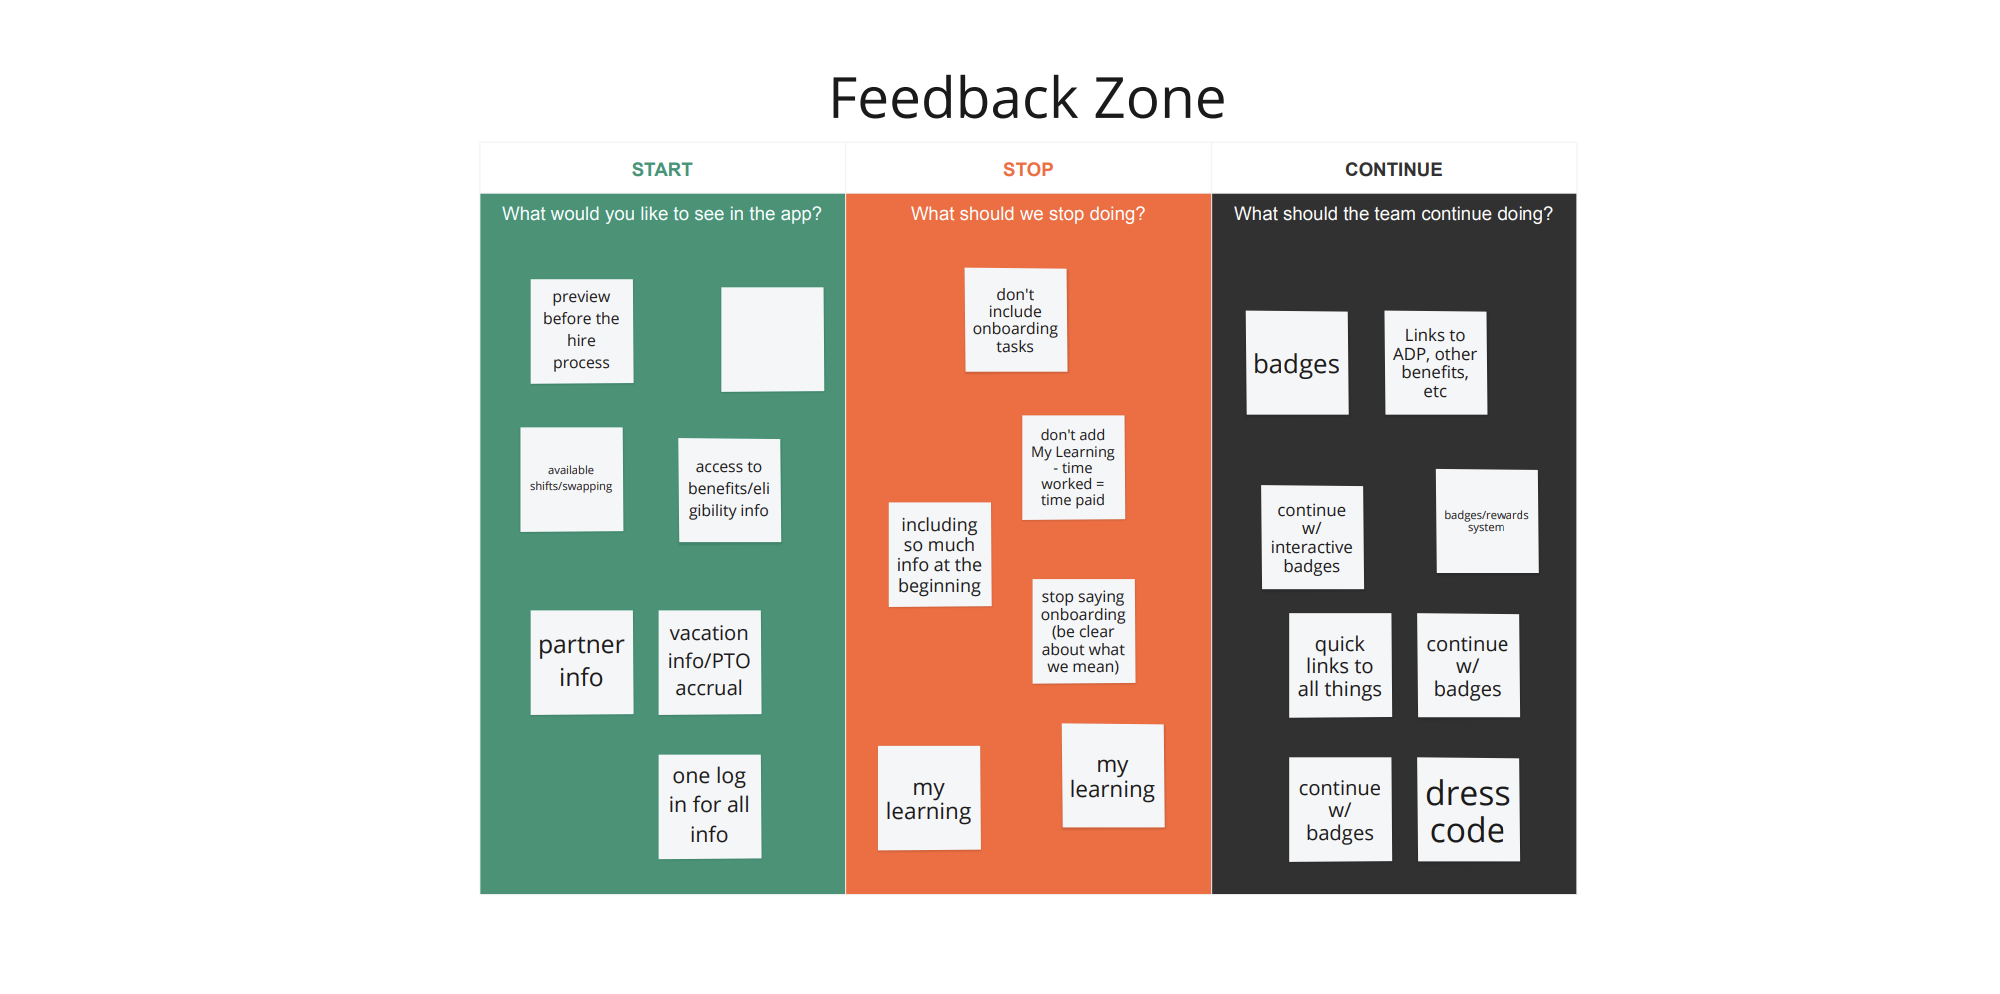 Feedback Zone
START
STOP
CONTINUE
What would you like to see in the app?
What should we stop doing?
What should the team continue doing?
preview
before the
hire
process
available
shifts/swapping
access to
benefits/eli
gibility info
partner
info
vacation
info/PTO
accrual
one log
in for all
info
don't
include
onboarding
tasks
don't add
My Learning
- time
worked =
time paid
including
so much
info at the
beginning
stop saying
onboarding
(be clear
about what
we mean)
my
learning
my
learning
badges
Links to
ADP, other
benefits,
etc
continue
w/
interactive
badges
badges/rewards
system
quick
links to
all things
continue
w/
badges
continue
w/
badges
dress
code